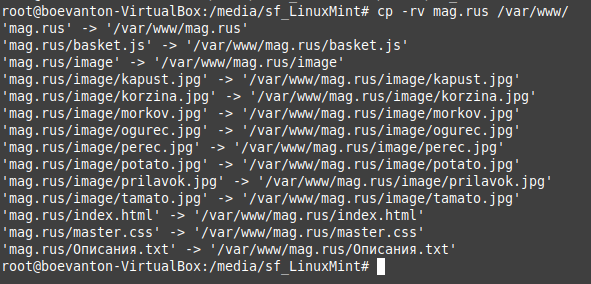 root@boevanton-VirtualBox:/media/sf_LinuxMint# cp -rv mag.rus /var/www/
'mag.rus' -> '/var/www/mag.rus'
'mag.rus/basket.js' -> '/var/www/mag.rus/basket.js'
'mag.rus/image' -> '/var/www/mag.rus/image'
'mag.rus/image/kapust.jpg' -> '/var/www/mag.rus/image/kapust.jpg'
'mag.rus/image/korzina.jpg' -> '/var/www/mag.rus/image/korzina.jpg'
'mag.rus/image/morkov.jpg' -> '/var/www/mag.rus/image/morkov.jpg'
'mag.rus/image/ogurec.jpg' -> '/var/www/mag.rus/image/ogurec.jpg'
'mag.rus/image/perec.jpg' -> '/var/www/mag.rus/image/perec.jpg'
'mag.rus/image/potato.jpg' -> '/var/www/mag.rus/image/potato.jpg'
'mag.rus/image/prilavok.jpg' -> '/var/www/mag.rus/image/prilavok.jpg'
'mag.rus/image/tamato.jpg' -> '/var/www/mag.rus/image/tamato.jpg'
'mag.rus/index.html' -> '/var/www/mag.rus/index.html'
'mag.rus/master.css' -> '/var/www/mag.rus/master.css'
'mag.rus/Описания.txt' -> '/var/www/mag.rus/Описания.txt'
root@boevanton-VirtualBox:/media/sf_LinuxMint#